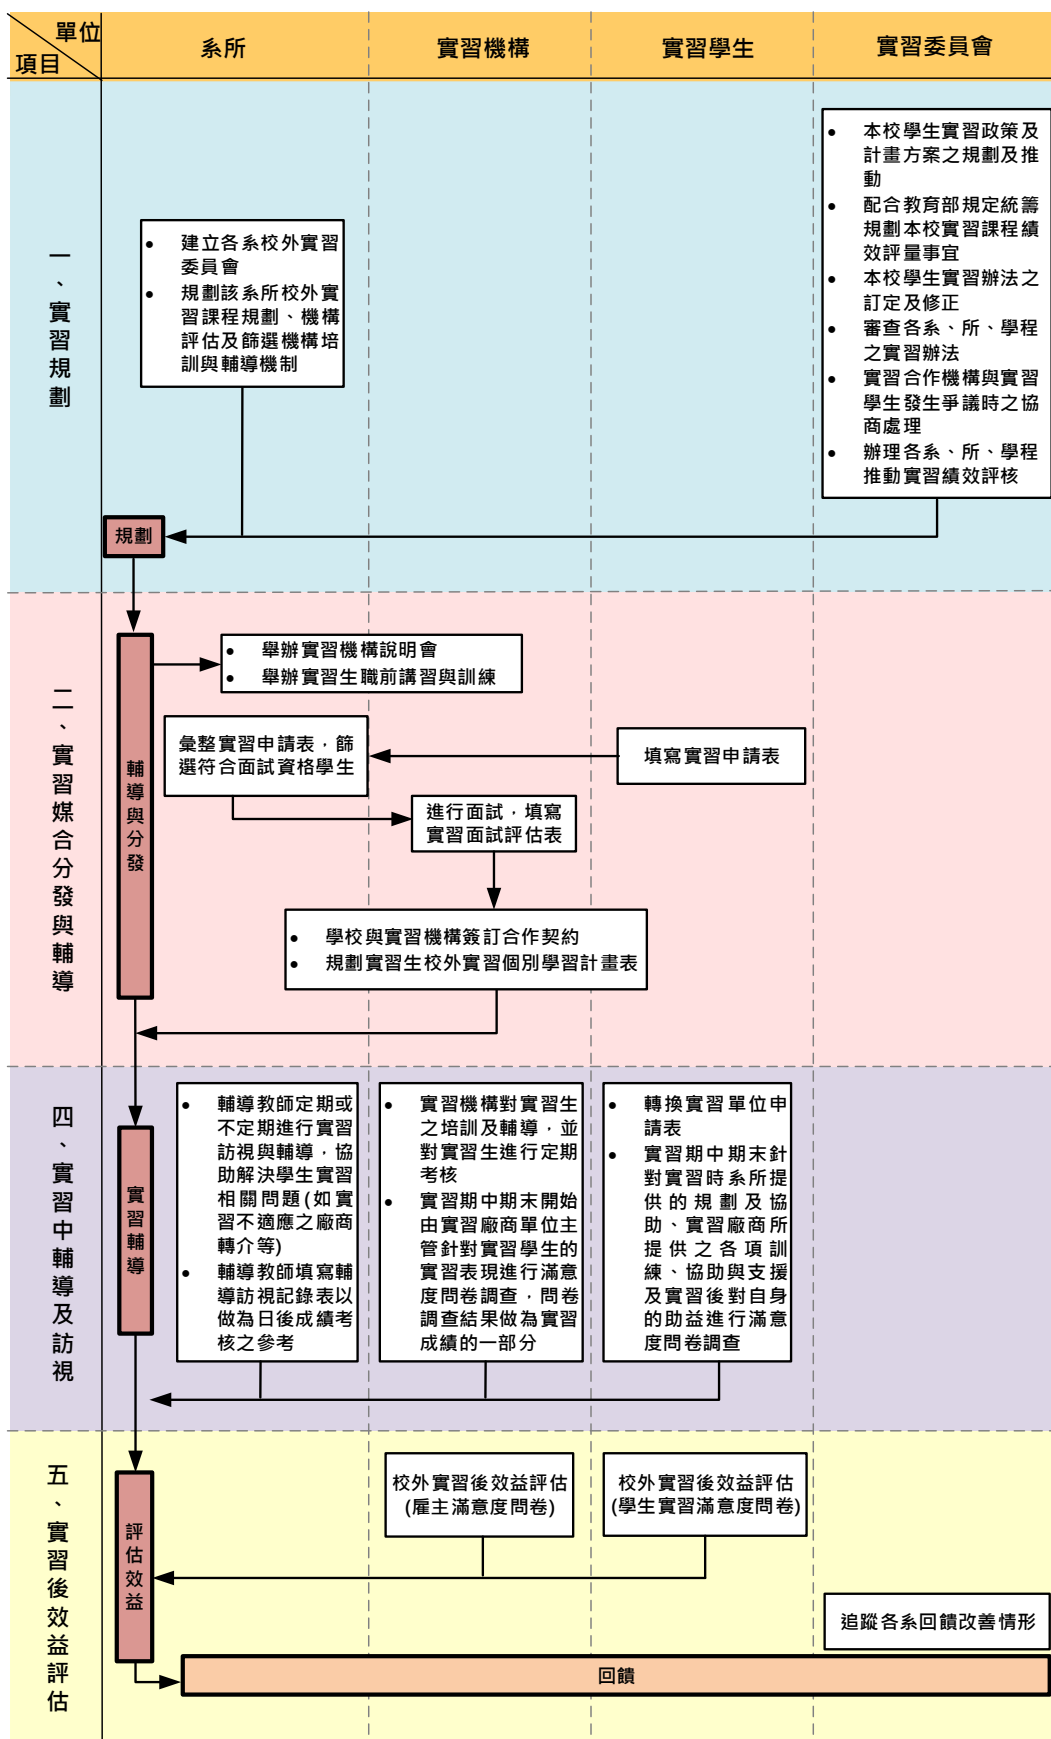 單位
項目
系所
實習機構
實習學生
實習委員會
一、實習規劃
• 建立各系校外實習
委員會
• 規劃該系所校外實
習課程規劃、機構
評估及篩選機構培
訓與輔導機制
• 本校學生實習政策及
計畫方案之規劃及推
動
• 配合教育部規定統籌
規劃本校實習課程績
效評量事宜
• 本校學生實習辦法之
訂定及修正
• 審查各系、所、學程
之實習辦法
• 實習合作機構與實習
學生發生爭議時之協
商處理
• 辦理各系、所、學程
推動實習績效評核
規劃
二、實習媒合分發與輔導
輔導與分發
• 舉辦實習機構說明會
• 舉辦實習生職前講習與訓練
彙整實習申請表，篩
選符合面試資格學生
填寫實習申請表
進行面試，填寫
實習面試評估表
• 學校與實習機構簽訂合作契約
• 規劃實習生校外實習個別學習計畫表
四、實習中輔導及訪視
實習輔導
• 輔導教師定期或
不定期進行實習
訪視與輔導，協
助解決學生實習
相關問題(如實
習不適應之廠商
轉介等)
• 輔導教師填寫輔
導訪視記錄表以
做為日後成績考
核之參考
• 實習機構對實習生
之培訓及輔導，並
對實習生進行定期
考核
• 實習期中期末開始
由實習廠商單位主
管針對實習學生的
實習表現進行滿意
度問卷調查，問卷
調查結果做為實習
成績的一部分
• 轉換實習單位申
請表
• 實習期中期末針
對實習時系所提
供的規劃及協
助、實習廠商所
提供之各項訓
練、協助與支援
及實習後對自身
的助益進行滿意
度問卷調查
五、實習後效益評估
評估效益
校外實習後效益評估
(雇主滿意度問卷)
校外實習後效益評估
(學生實習滿意度問卷)
追蹤各系回饋改善情形
回饋